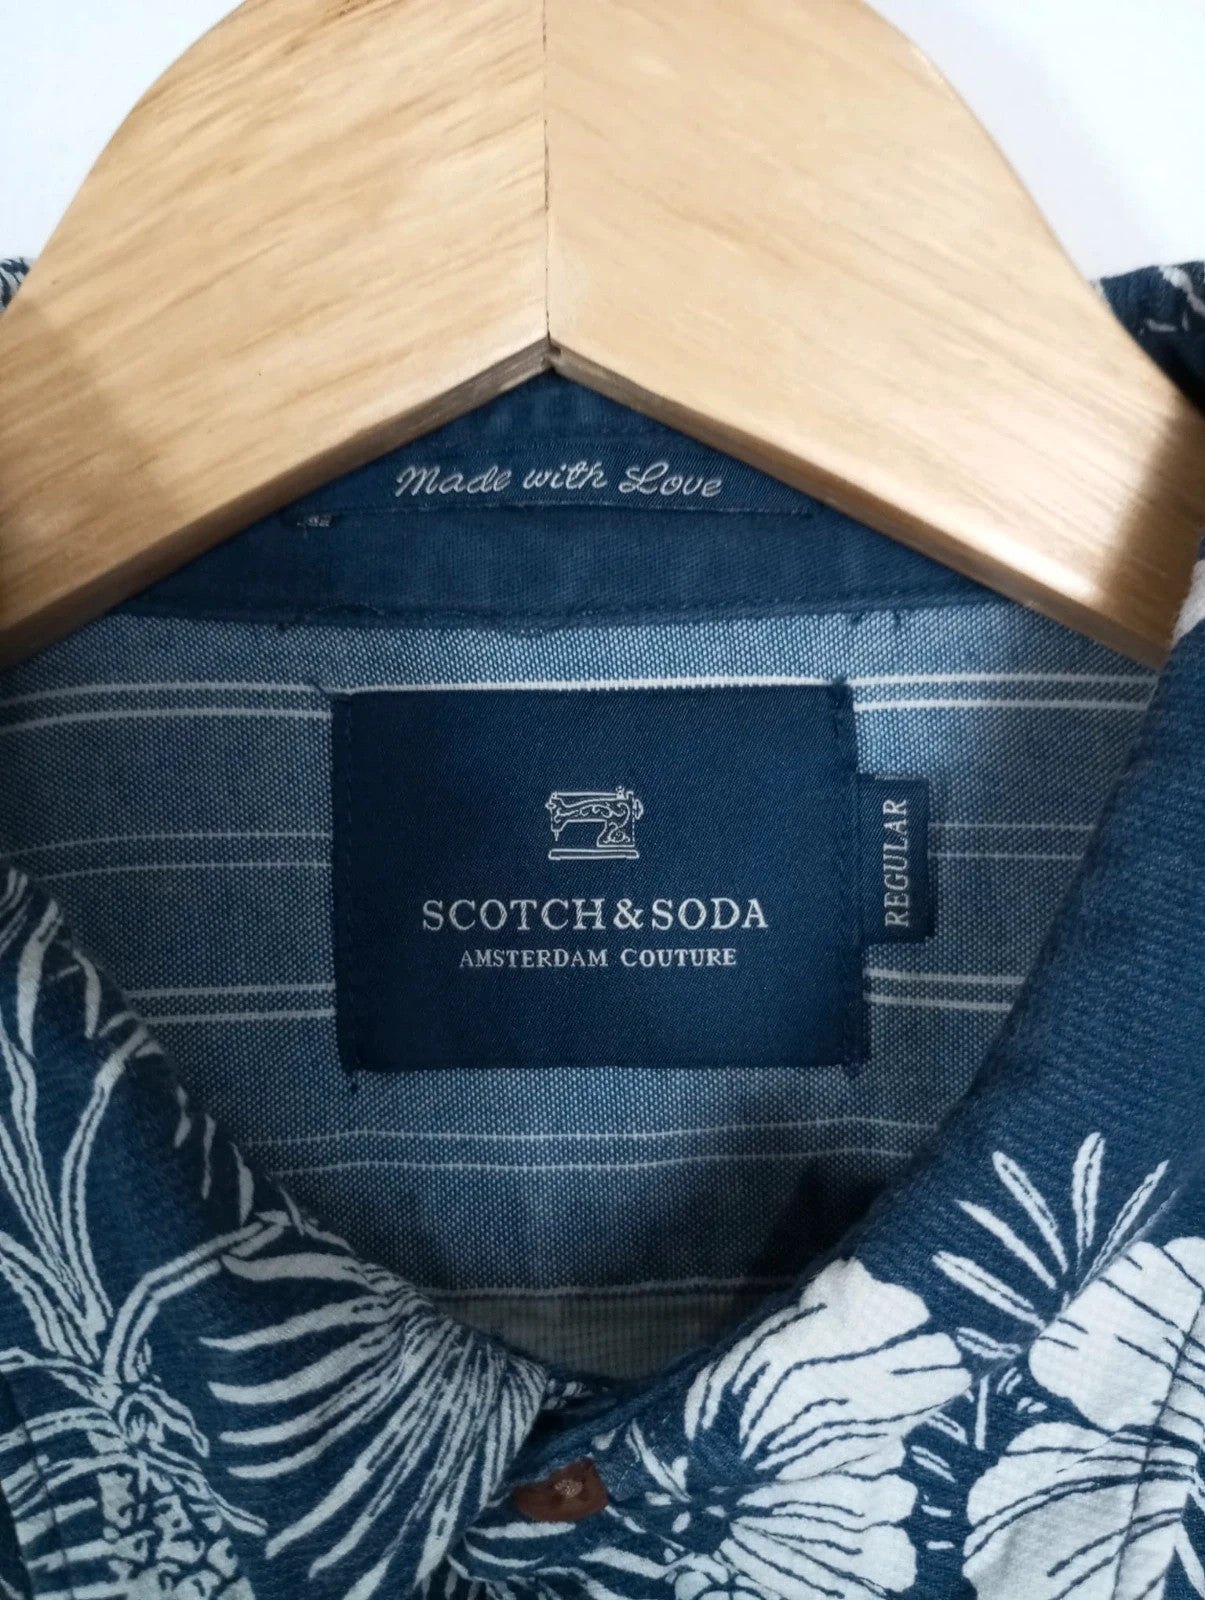 Made with Love
SCOTCH & SODA
AMSTERDAM COUTURE
REGULAR